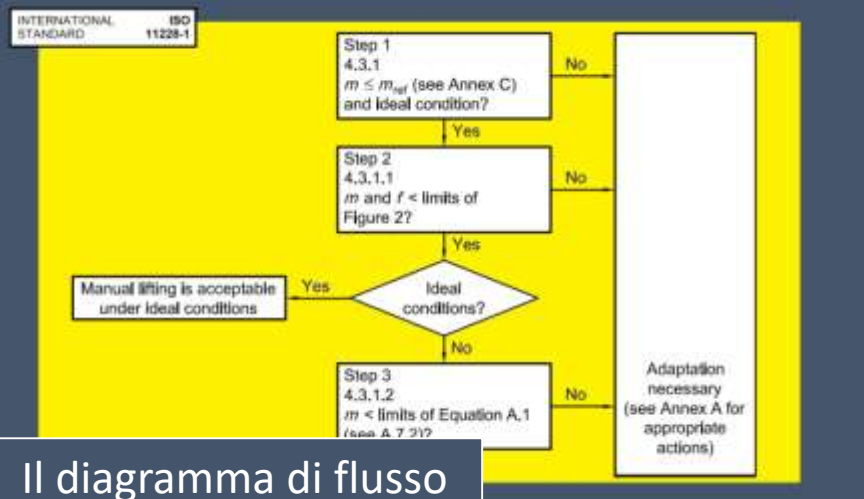 INTERNATIONAL ISO
STANDARD 11228-1
Step 1
4.3.1
m ≤ mref (see Annex C)
and ideal condition?
No
Yes
Step 2
4.3.1.1
m and f < limits of
Figure 2?
No
Yes
Ideal
conditions?
Yes
Manual lifting is acceptable
under ideal conditions
No
Step 3
4.3.1.2
m < limits of Equation A.1
(see A.7.2)?
No
Adaptation
necessary
(see Annex A for
appropriate
actions)
Il diagramma di flusso